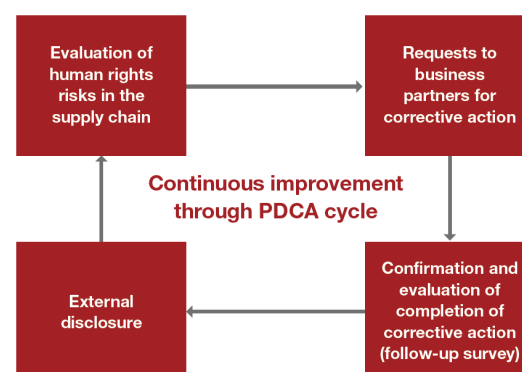 Evaluation of
human rights
risks in the
supply chain
Requests to
business
partners for
corrective action
Continuous improvement
through PDCA cycle
External
disclosure
Confirmation and
evaluation of
completion of
corrective action
(follow-up survey)